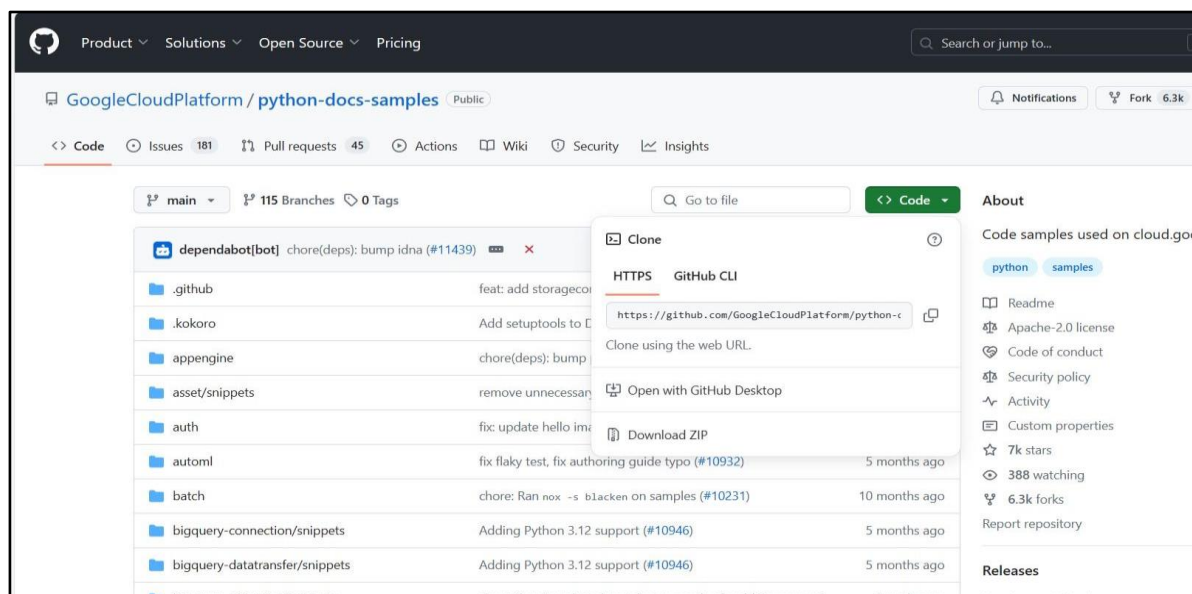 Product Solutions Open Source Pricing Search or jump to...
GoogleCloudPlatform / python-docs-samples Public Notifications Fork 6.3k
<> Code Issues 181 Pull requests 45 Actions Wiki Security Insights
main 115 Branches 0 Tags Go to file <> Code About
Code samples used on cloud.goo
python samples
dependabot[bot] chore(deps): bump idna (#11439)
Clone
HTTPS GitHub CLI
https://github.com/GoogleCloudPlatform/python-c
Clone using the web URL.
Open with GitHub Desktop
Download ZIP
.github feat: add storagecon
.kokoro Add setuptools to D
appengine chore(deps): bump
asset/snippets remove unnecessary
auth fix: update hello ima
automl fix flaky test, fix authoring guide typo (#10932) 5 months ago
batch chore: Ran nox -s blacken on samples (#10231) 10 months ago
bigquery-connection/snippets Adding Python 3.12 support (#10946) 5 months ago
bigquery-datatransfer/snippets Adding Python 3.12 support (#10946) 5 months ago
Readme
Apache-2.0 license
Code of conduct
Security policy
Activity
Custom properties
7k stars
388 watching
6.3k forks
Report repository
Releases